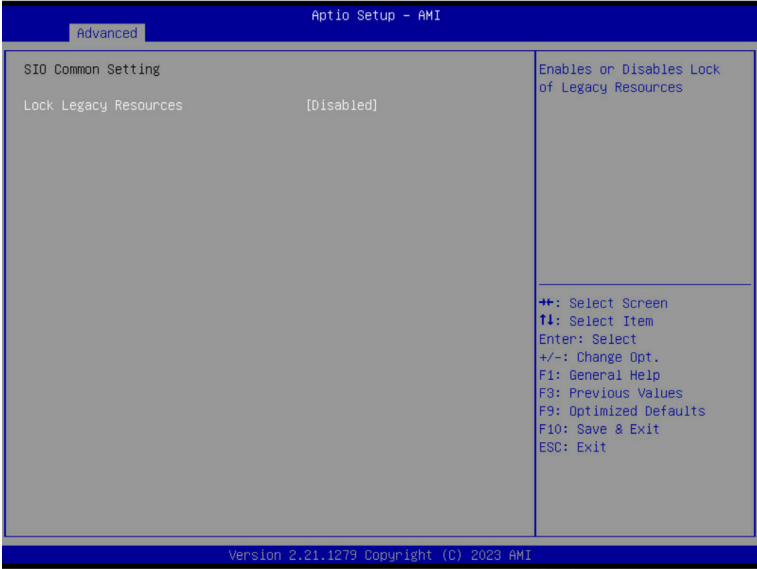 Aptio Setup – AMI
Advanced
SIO Common Setting
Lock Legacy Resources [Disabled]
Enables or Disables Lock
of Legacy Resources
→←: Select Screen
↑↓: Select Item
Enter: Select
+/-: Change Opt.
F1: General Help
F3: Previous Values
F9: Optimized Defaults
F10: Save & Exit
ESC: Exit
Version 2.21.1279 Copyright (C) 2023 AMI